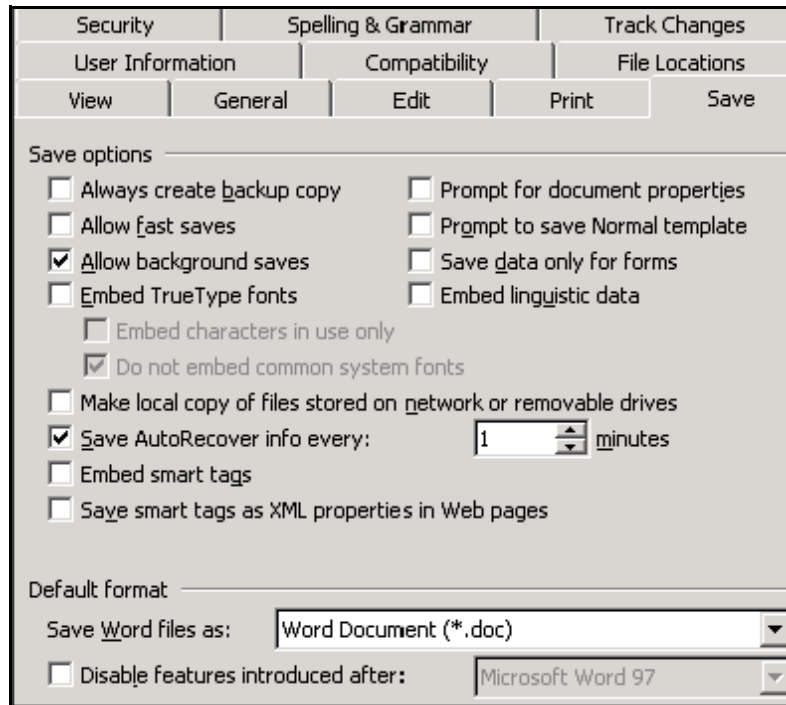 Security Spelling & Grammar Track Changes
User Information Compatibility File Locations
View General Edit Print Save
Save options
Always create backup copy Prompt for document properties
Allow fast saves Prompt to save Normal template
Allow background saves Save data only for forms
Embed TrueType fonts Embed linguistic data
Embed characters in use only
Do not embed common system fonts
Make local copy of files stored on network or removable drives
Save AutoRecover info every: 1 minutes
Embed smart tags
Save smart tags as XML properties in Web pages
Default format
Save Word files as: Word Document (*.doc)
Disable features introduced after: Microsoft Word 97